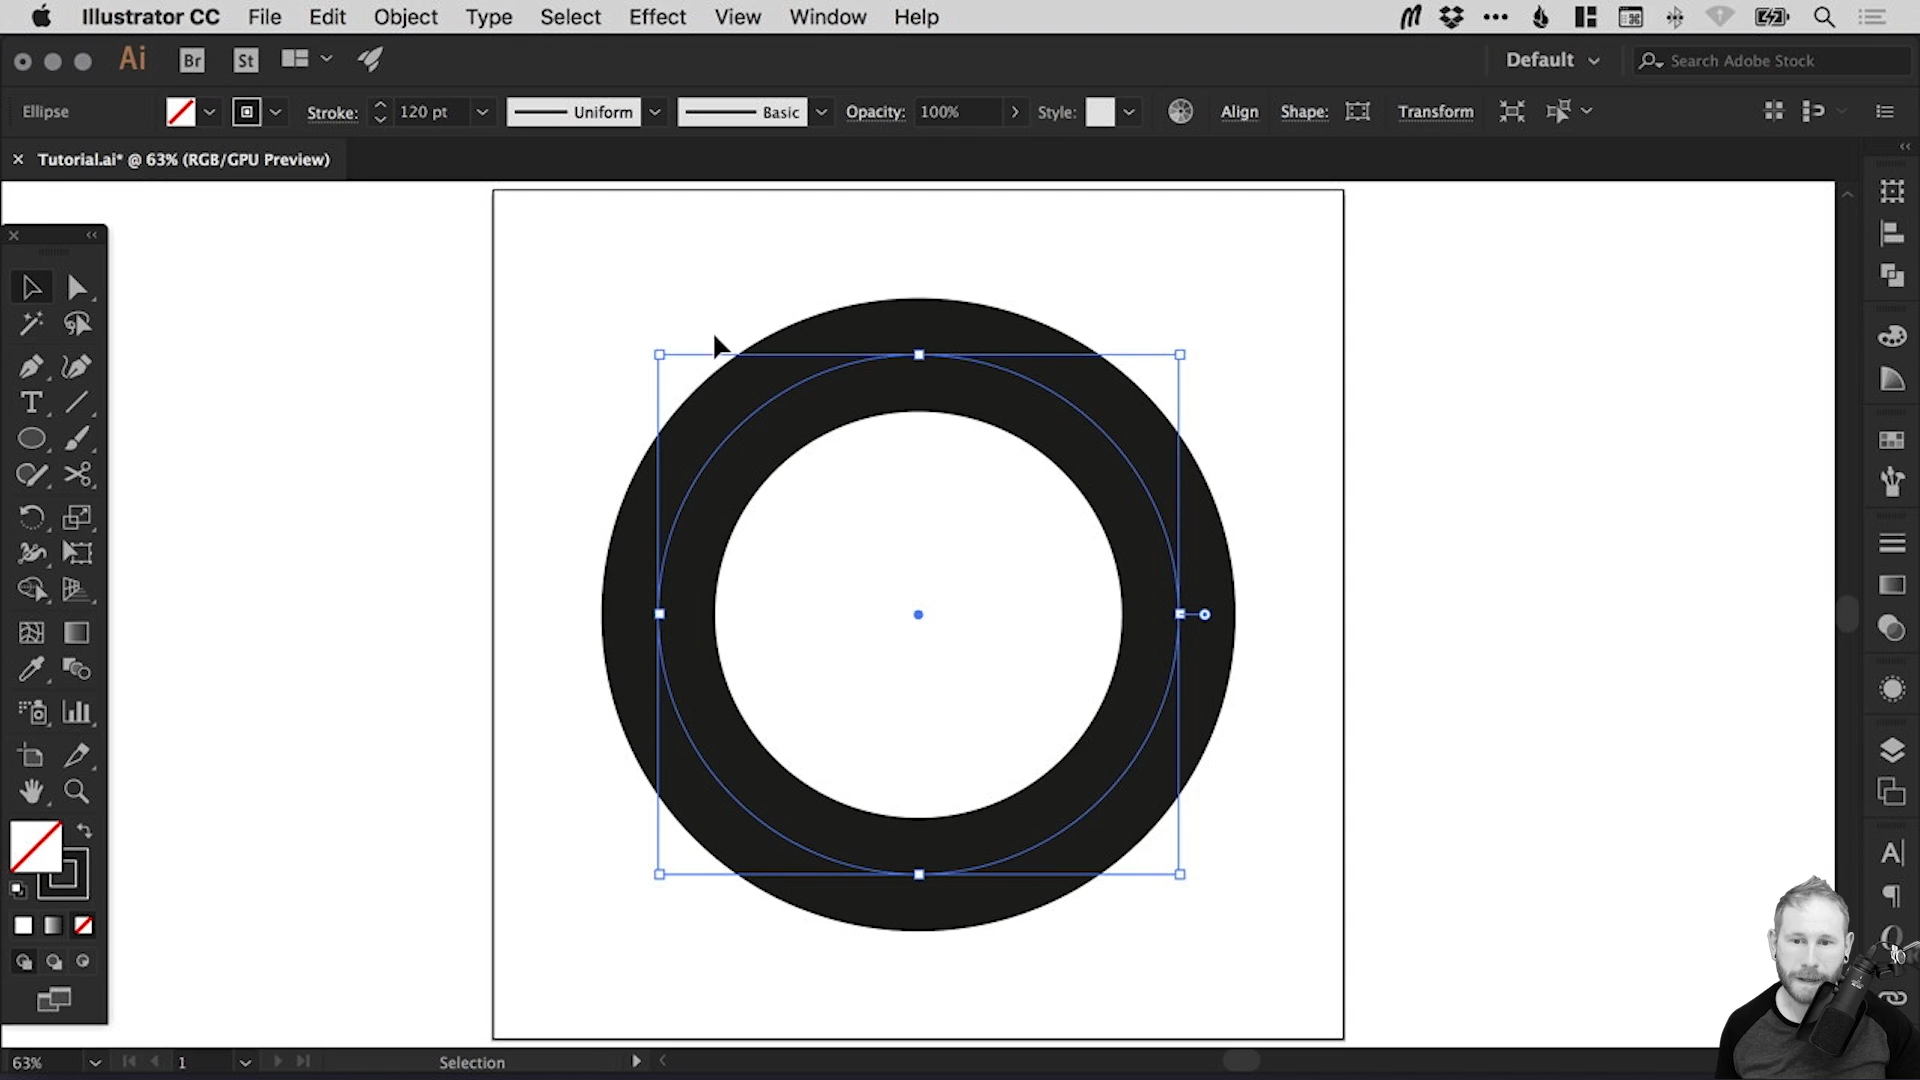 Illustrator CC File Edit Object Type Select Effect View Window Help
Ai Br St Default Search Adobe Stock
Ellipse Stroke: 120 pt Uniform Basic Opacity: 100% Style: Align Shape: Transform
× Tutorial.ai* @ 63% (RGB/GPU Preview)
63% 1 Selection